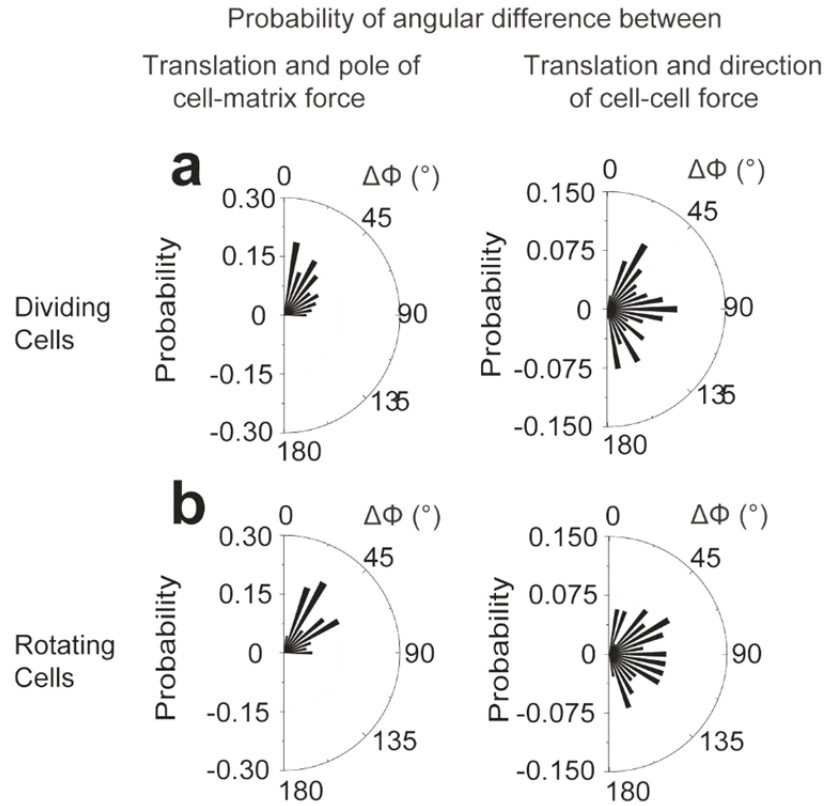 Probability of angular difference between
Translation and pole of
cell-matrix force
Translation and direction
of cell-cell force
a
Dividing
Cells
Probability
0.30
0.15
0
-0.15
-0.30
0
ΔΦ (°)
45
90
135
180
Probability
0.150
0.075
0
-0.075
-0.150
0
ΔΦ (°)
45
90
135
180
b
Rotating
Cells
Probability
0.30
0.15
0
-0.15
-0.30
0
ΔΦ (°)
45
90
135
180
Probability
0.150
0.075
0
-0.075
-0.150
0
ΔΦ (°)
45
90
135
180